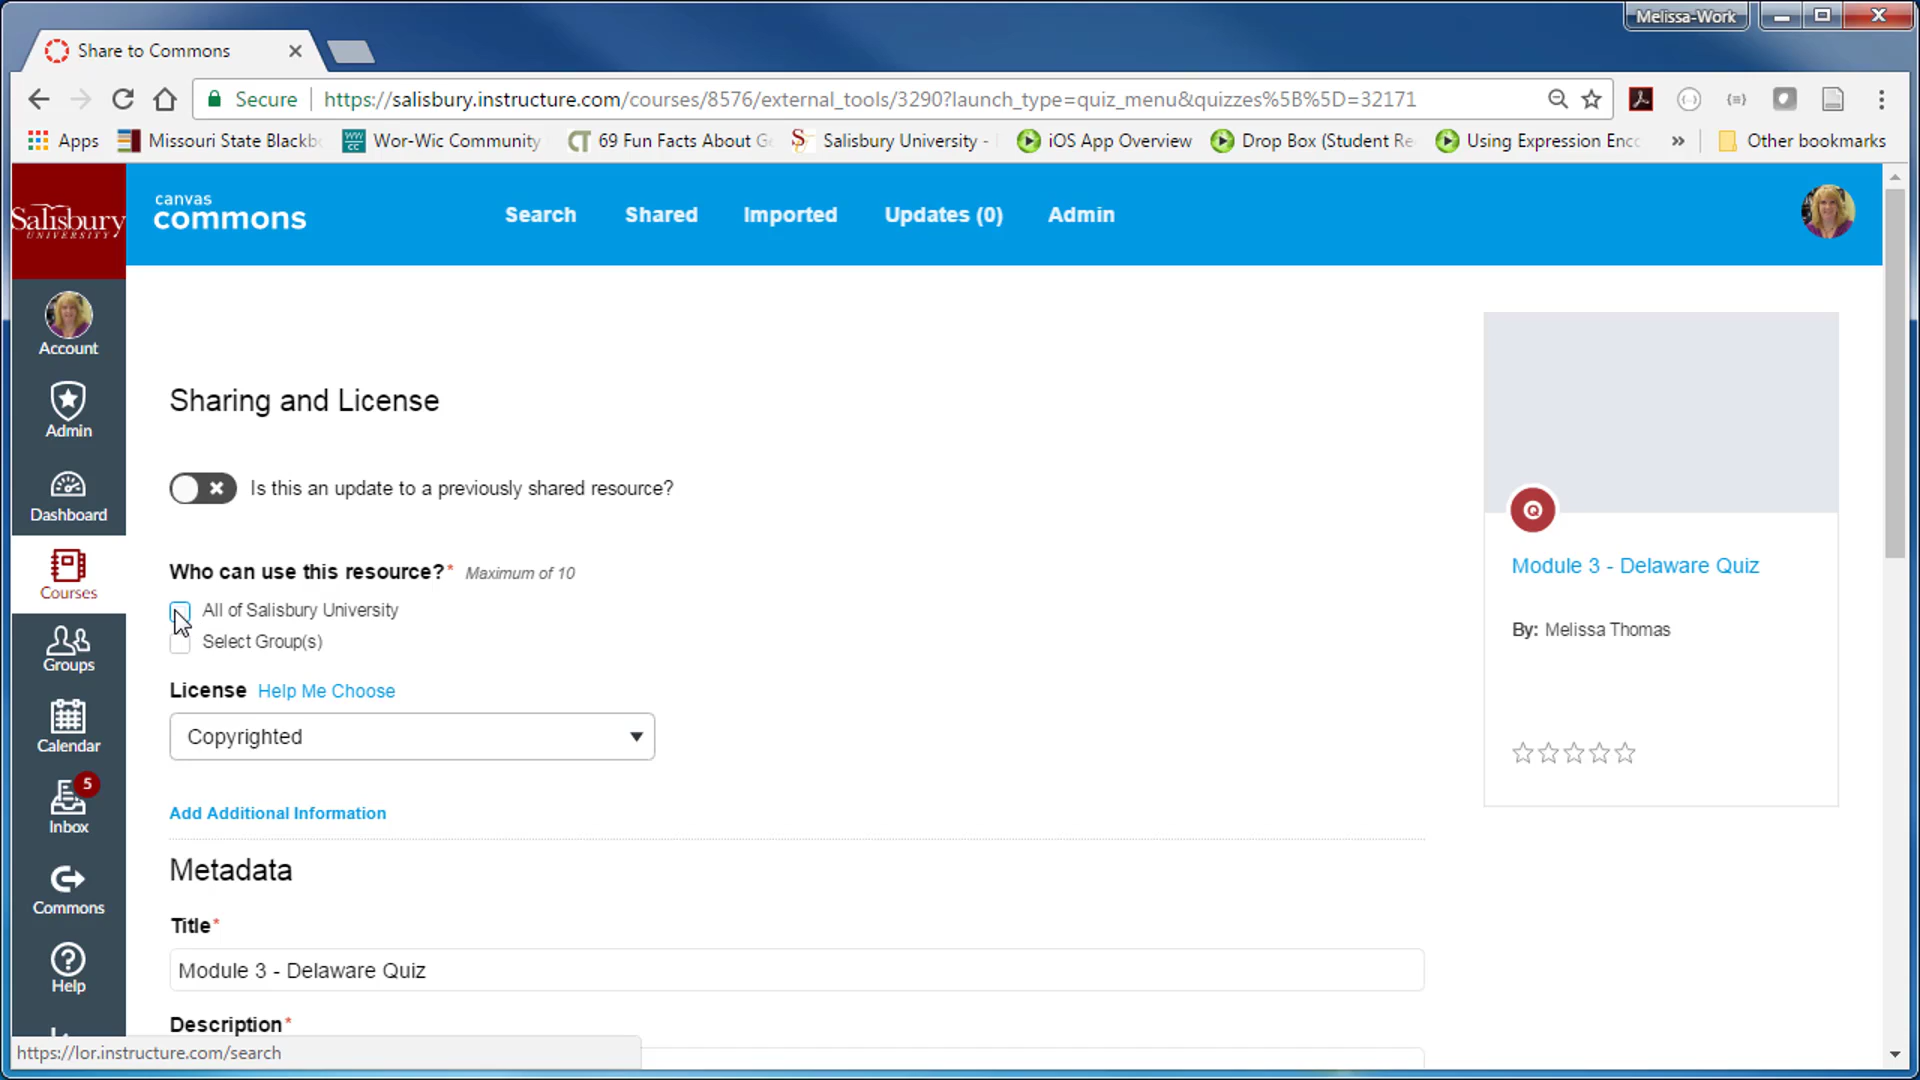 Melissa-Work
Share to Commons
Secure
https://salisbury.instructure.com/courses/8576/external_tools/3290?launch_type=quiz_menu&quizzes%5B%5D=32171
Apps
Missouri State Blackb
Wor-Wic Community
69 Fun Facts About G
Salisbury University -
iOS App Overview
Drop Box (Student Re
Using Expression Enc
»
Other bookmarks
Salisbury
UNIVERSITY
canvas
commons
Search
Shared
Imported
Updates (0)
Admin
Account
Admin
Dashboard
Courses
Groups
Calendar
5
Inbox
Commons
Help
Sharing and License
Is this an update to a previously shared resource?
Who can use this resource?* Maximum of 10
All of Salisbury University
Select Group(s)
License Help Me Choose
Copyrighted
Add Additional Information
Metadata
Title*
Module 3 - Delaware Quiz
Description*
Q
Module 3 - Delaware Quiz
By: Melissa Thomas
https://lor.instructure.com/search